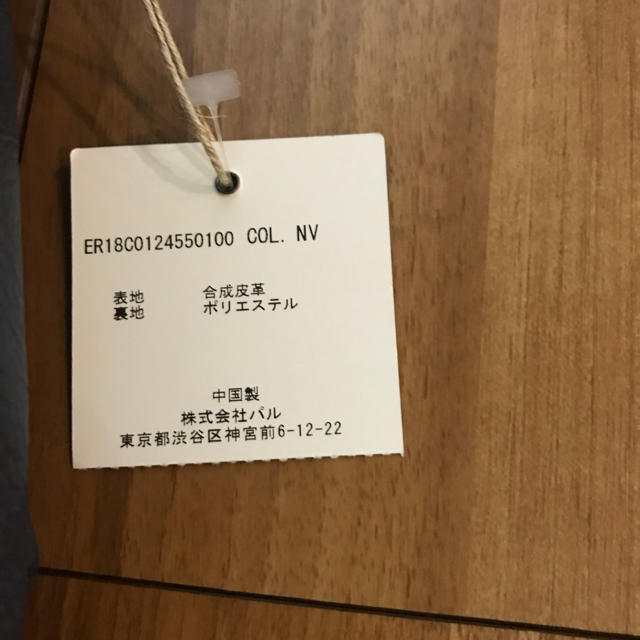 ER18C0124550100 COL. NV
表地 合成皮革
裏地 ポリエステル
中国製
株式会社パル
東京都渋谷区神宮前6-12-22